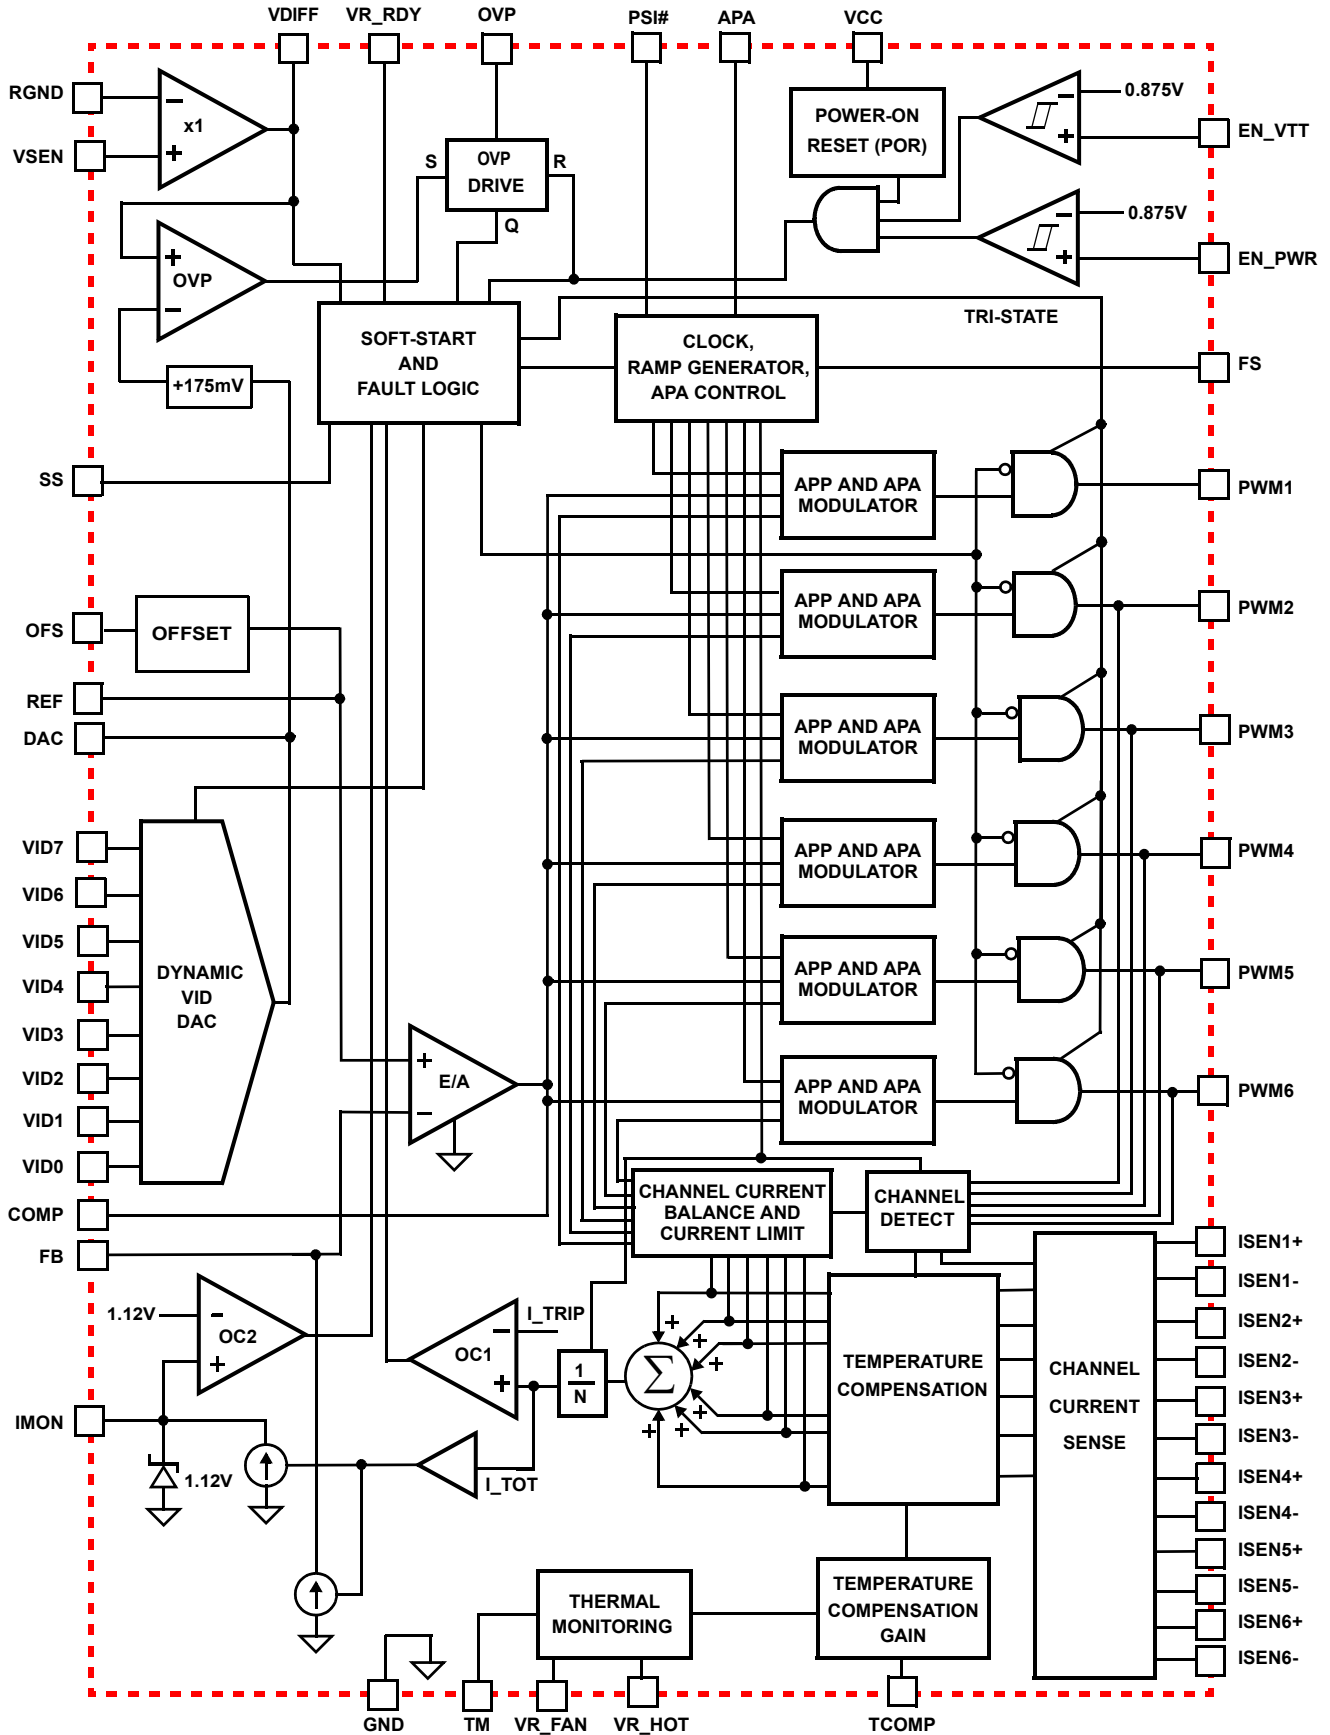 VDIFF
VR_RDY
OVP
PSI#
APA
VCC
RGND
VSEN
−
x1
+
S
OVP
DRIVE
R
Q
POWER-ON
RESET (POR)
−
0.875V
+
EN_VTT
−
0.875V
+
EN_PWR
+
OVP
−
+175mV
SOFT-START
AND
FAULT LOGIC
CLOCK,
RAMP GENERATOR,
APA CONTROL
TRI-STATE
FS
SS
APP AND APA
MODULATOR
PWM1
OFS
OFFSET
APP AND APA
MODULATOR
PWM2
REF
DAC
APP AND APA
MODULATOR
PWM3
VID7
VID6
VID5
VID4
VID3
VID2
VID1
VID0
DYNAMIC
VID
DAC
APP AND APA
MODULATOR
PWM4
APP AND APA
MODULATOR
PWM5
+
E/A
−
APP AND APA
MODULATOR
PWM6
COMP
FB
CHANNEL CURRENT
BALANCE AND
CURRENT LIMIT
CHANNEL
DETECT
1.12V
−
OC2
+
I_TRIP
−
OC1
+
1
N
Σ
+
+
+
+
+
+
TEMPERATURE
COMPENSATION
CHANNEL
CURRENT
SENSE
ISEN1+
ISEN1-
ISEN2+
ISEN2-
ISEN3+
ISEN3-
ISEN4+
ISEN4-
ISEN5+
ISEN5-
ISEN6+
ISEN6-
IMON
1.12V
I_TOT
THERMAL
MONITORING
TEMPERATURE
COMPENSATION
GAIN
GND
TM
VR_FAN
VR_HOT
TCOMP